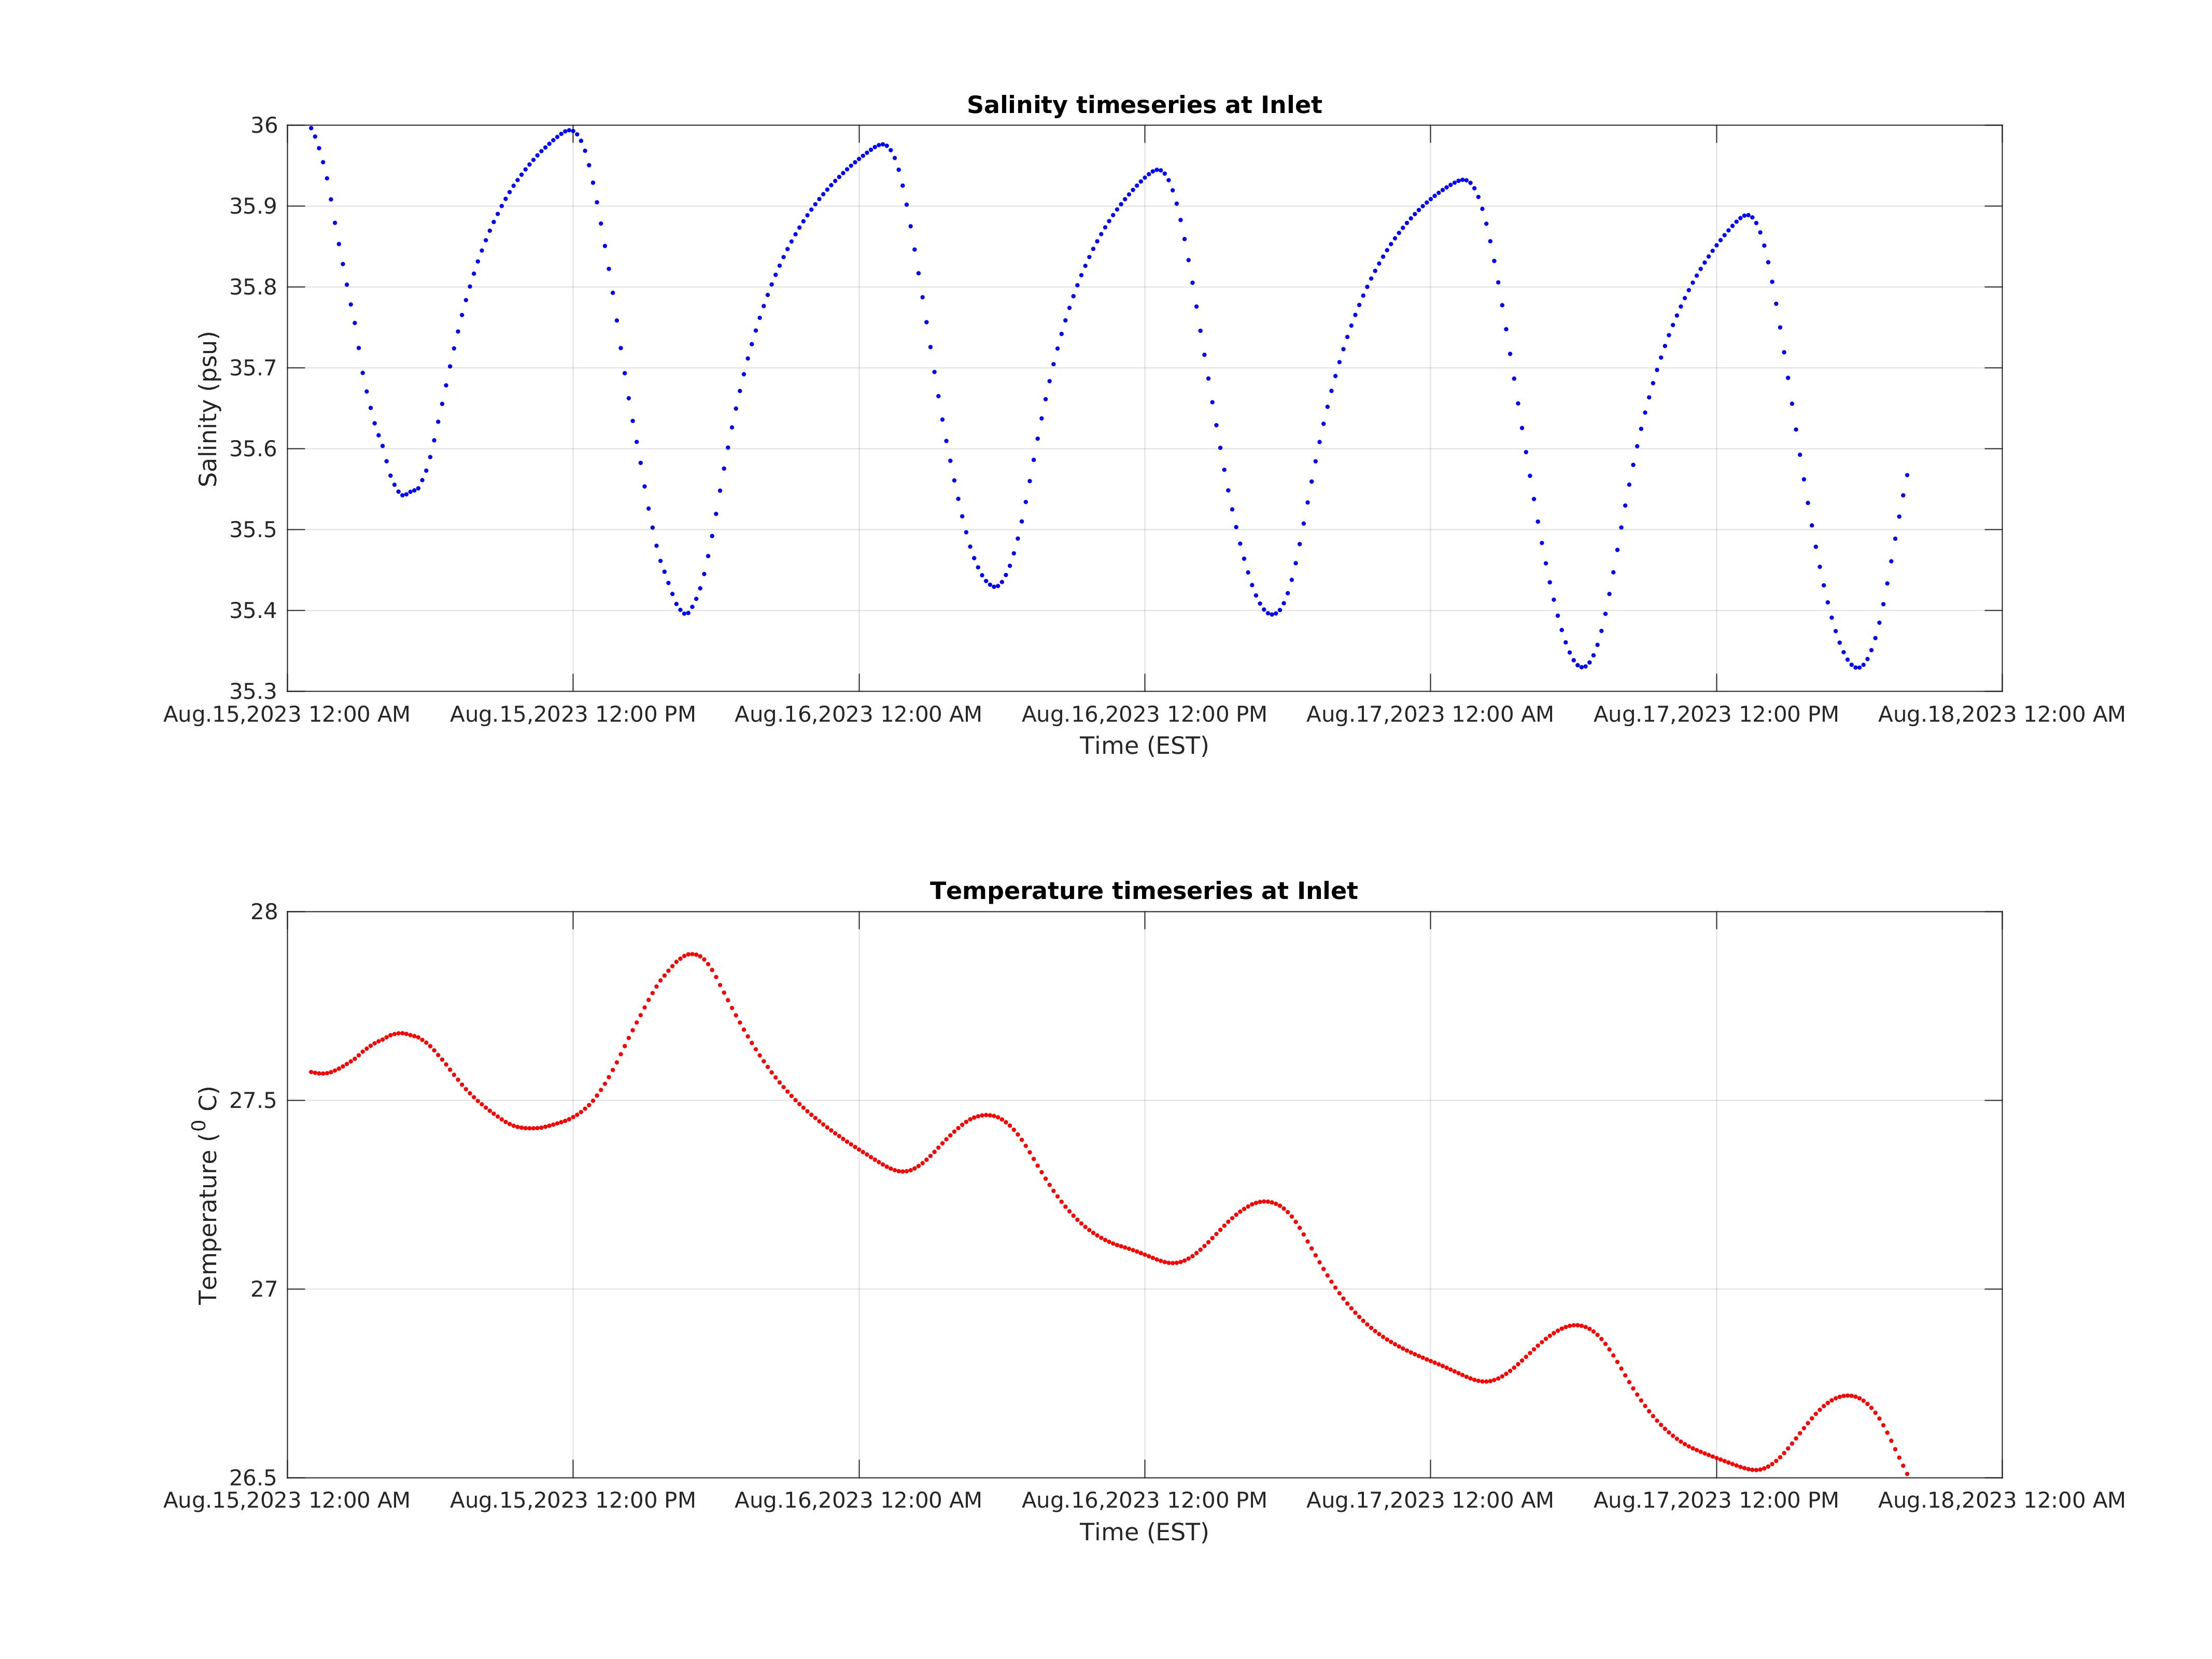 Salinity timeseries at Inlet
36
35.9
35.8
35.7
35.6
35.5
35.4
35.3
Salinity (psu)
Aug.15,2023 12:00 AM Aug.15,2023 12:00 PM Aug.16,2023 12:00 AM Aug.16,2023 12:00 PM Aug.17,2023 12:00 AM Aug.17,2023 12:00 PM Aug.18,2023 12:00 AM
Time (EST)
Temperature timeseries at Inlet
28
27.5
27
26.5
Temperature (⁰ C)
Aug.15,2023 12:00 AM Aug.15,2023 12:00 PM Aug.16,2023 12:00 AM Aug.16,2023 12:00 PM Aug.17,2023 12:00 AM Aug.17,2023 12:00 PM Aug.18,2023 12:00 AM
Time (EST)